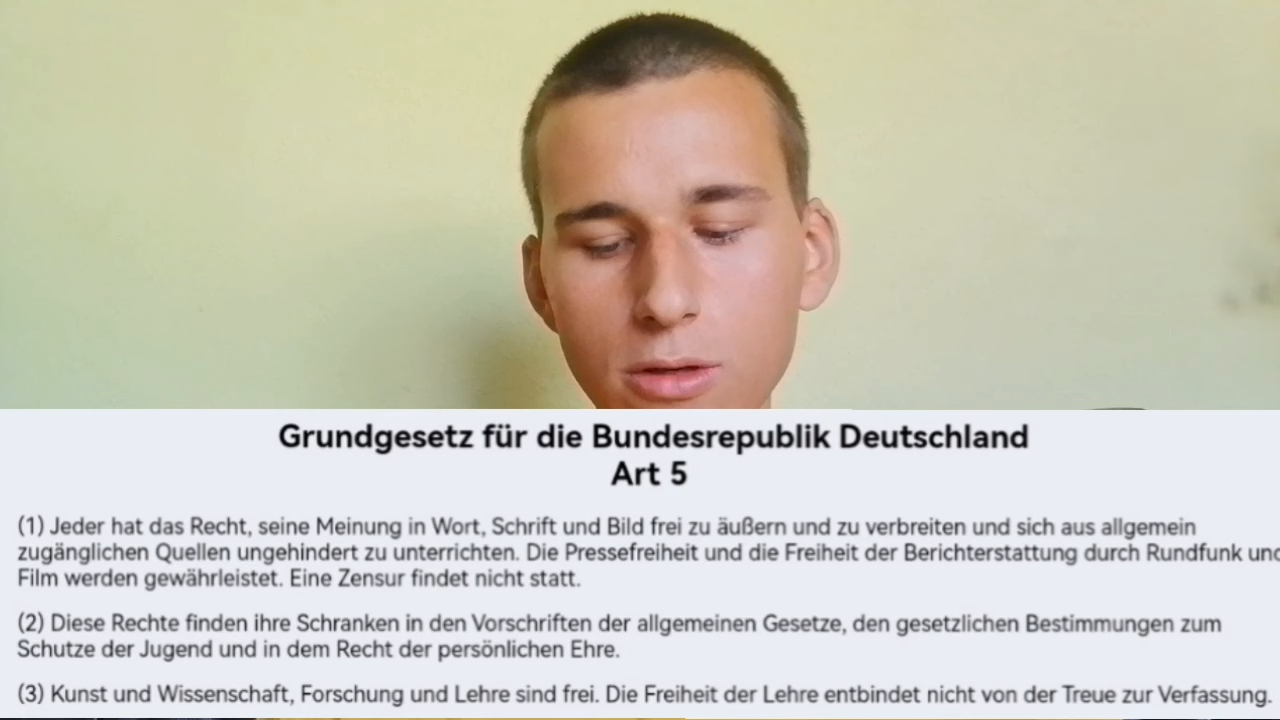 Grundgesetz für die Bundesrepublik Deutschland
Art 5
(1) Jeder hat das Recht, seine Meinung in Wort, Schrift und Bild frei zu äußern und zu verbreiten und sich aus allgemein
zugänglichen Quellen ungehindert zu unterrichten. Die Pressefreiheit und die Freiheit der Berichterstattung durch Rundfunk und
Film werden gewährleistet. Eine Zensur findet nicht statt.
(2) Diese Rechte finden ihre Schranken in den Vorschriften der allgemeinen Gesetze, den gesetzlichen Bestimmungen zum
Schutze der Jugend und in dem Recht der persönlichen Ehre.
(3) Kunst und Wissenschaft, Forschung und Lehre sind frei. Die Freiheit der Lehre entbindet nicht von der Treue zur Verfassung.